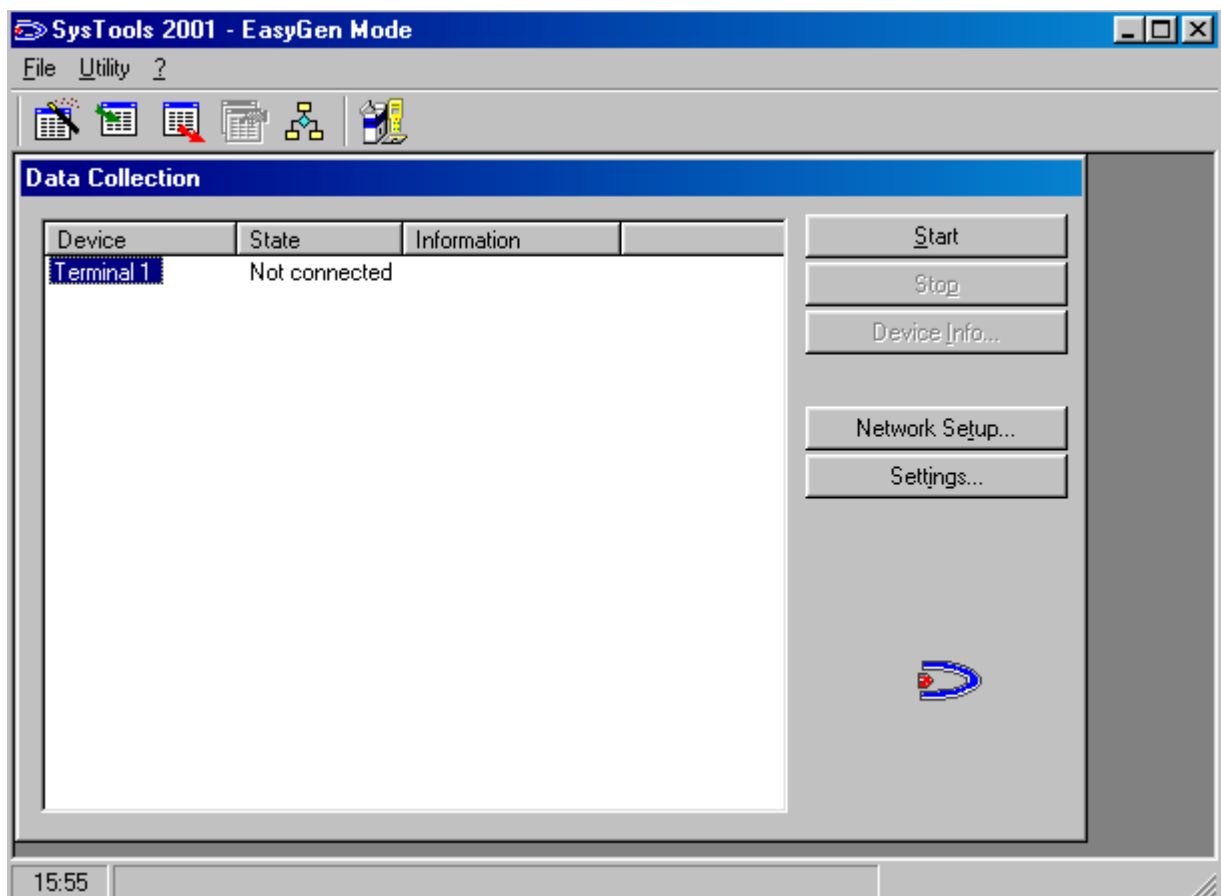 SysTools 2001 - EasyGen Mode
File Utility ?
Data Collection
Device State Information
Terminal 1 Not connected
Start
Stop
Device Info...
Network Setup...
Settings...
15:55